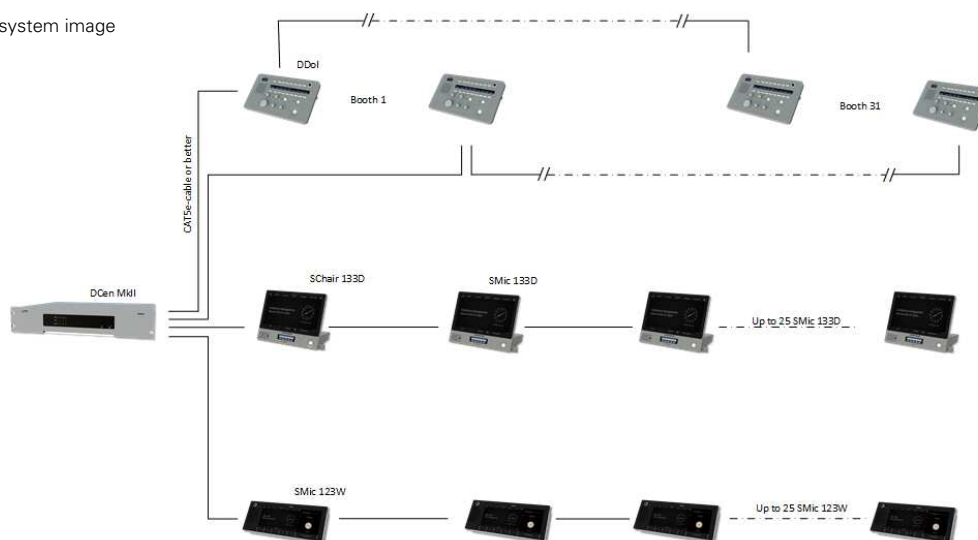 system image
DDoI
Booth 1
Booth 31
CAT5e-cable or better
DCen MkII
SChair 133D
SMic 133D
Up to 25 SMic 133D
SMic 123W
Up to 25 SMic 123W